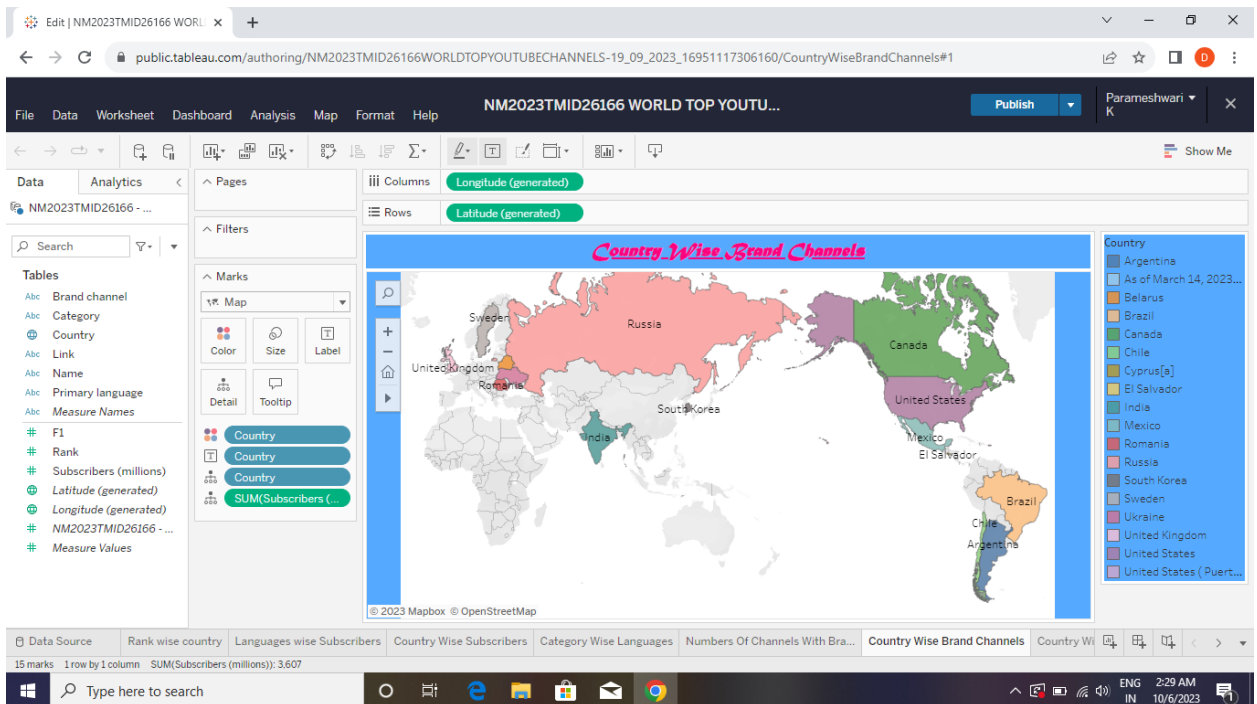 Edit | NM2023TMID26166 WORL
public.tableau.com/authoring/NM2023TMID26166WORLDTOPYOUTUBECHANNELS-19_09_2023_16951117306160/CountryWiseBrandChannels#1
D
File Data Worksheet Dashboard Analysis Map Format Help
NM2023TMID26166 WORLD TOP YOUTU...
Publish
Parameshwari
K
Show Me
Data Analytics
NM2023TMID26166 - ...
Search
Tables
Abc Brand channel
Abc Category
Country
Abc Link
Abc Name
Abc Primary language
Abc Measure Names
# F1
# Rank
# Subscribers (millions)
Latitude (generated)
Longitude (generated)
# NM2023TMID26166 - ...
# Measure Values
Pages
Filters
Marks
Map
Color Size Label
Detail Tooltip
Country
Country
Country
SUM(Subscribers (...
Columns Longitude (generated)
Rows Latitude (generated)
Country Wise Brand Channels
Sweden
Russia
Canada
United Kingdom
Romania
United States
South Korea
India
Mexico
El Salvador
Brazil
Chile
Argentina
© 2023 Mapbox © OpenStreetMap
Country
Argentina
As of March 14, 2023...
Belarus
Brazil
Canada
Chile
Cyprus[a]
El Salvador
India
Mexico
Romania
Russia
South Korea
Sweden
Ukraine
United Kingdom
United States
United States ( Puert...
Data Source Rank wise country Languages wise Subscribers Country Wise Subscribers Category Wise Languages Numbers Of Channels With Bra... Country Wise Brand Channels Country Wi
15 marks 1 row by 1 column SUM(Subscribers (millions)): 3,607
Type here to search
ENG 2:29 AM
IN 10/6/2023